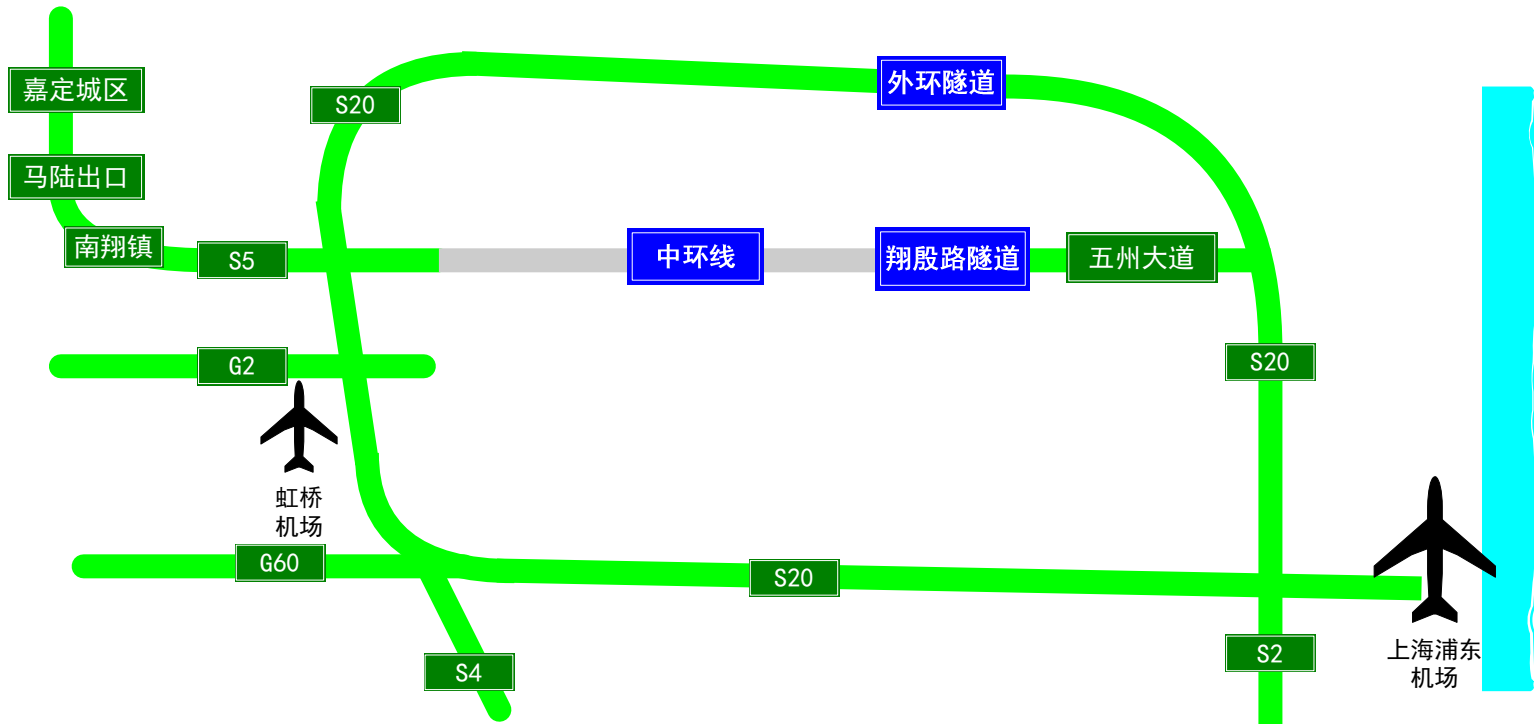 嘉定城区
S20
外环隧道
马陆出口
南翔镇
S5
中环线
翔殷路隧道
五州大道
G2
S20
虹桥
机场
G60
S20
S4
S2
上海浦东
机场